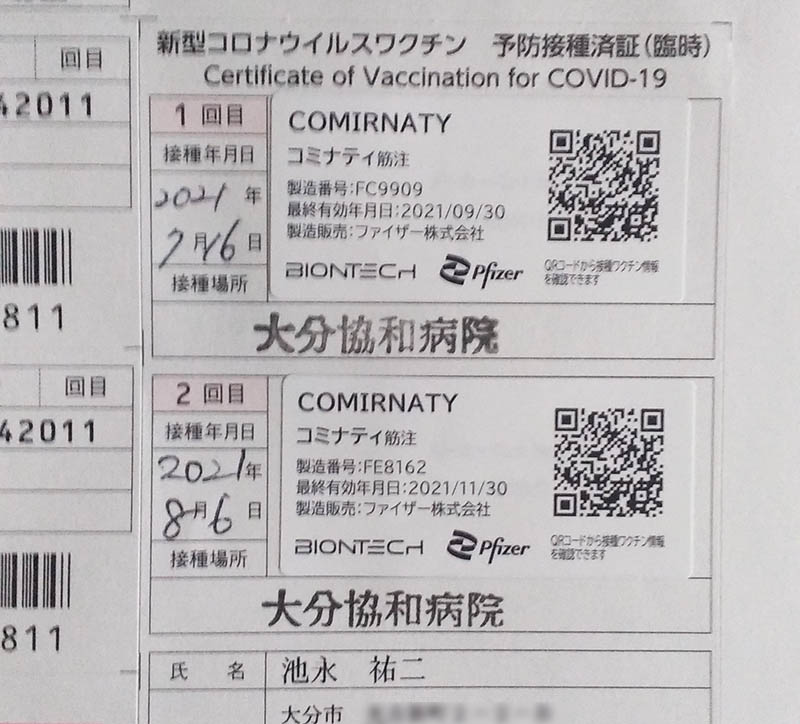 回目
42011
811
回目
42011
811
新型コロナウイルスワクチン 予防接種済証(臨時)
Certificate of Vaccination for COVID-19
1 回目
接種年月日
2021 年
7月16日
接種場所
COMIRNATY
コミナティ筋注
製造番号:FC9909
最終有効年月日:2021/09/30
製造販売:ファイザー株式会社
BIONTECH Pfizer
QRコードから接種ワクチン情報
を確認できます
大分協和病院
2 回目
接種年月日
2021年
8月6日
接種場所
COMIRNATY
コミナティ筋注
製造番号:FE8162
最終有効年月日:2021/11/30
製造販売:ファイザー株式会社
BIONTECH Pfizer
QRコードから接種ワクチン情報
を確認できます
大分協和病院
氏 名 池永 祐二
大分市